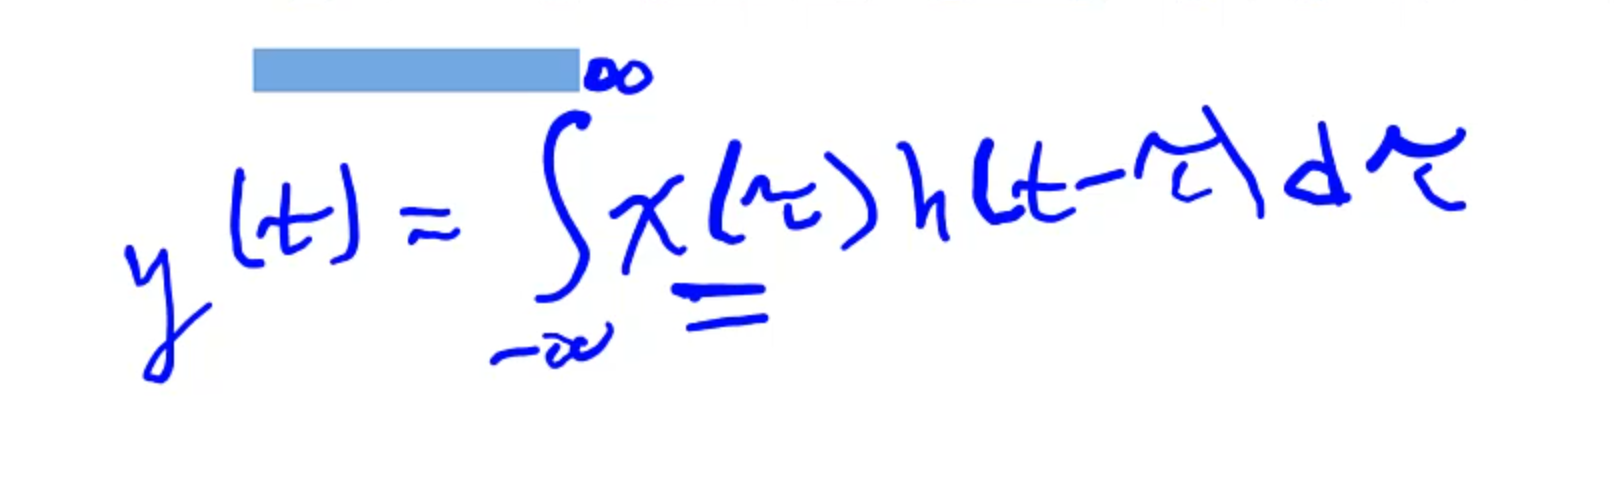 y(t) = ∫_{-∞}^{∞} x(τ) h(t-τ) dτ